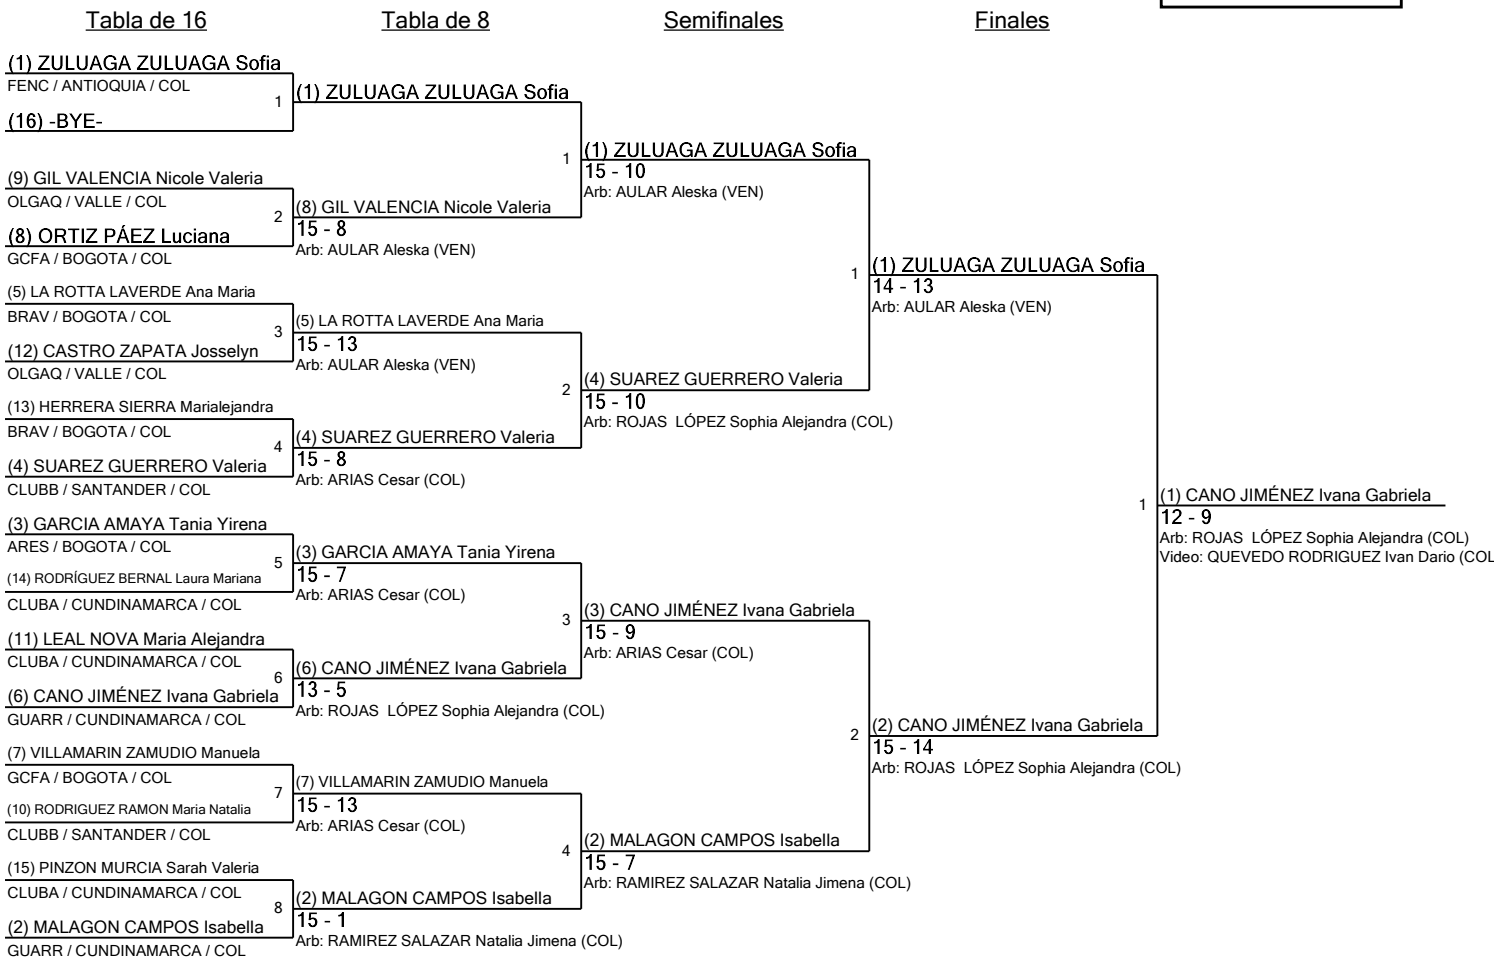 Tabla de 16
Tabla de 8
Semifinales
Finales
(1) ZULUAGA ZULUAGA Sofia
FENC / ANTIOQUIA / COL
1
(16) -BYE-
(9) GIL VALENCIA Nicole Valeria
OLGAQ / VALLE / COL
2
(8) ORTIZ PÁEZ Luciana
GCFA / BOGOTA / COL
(5) LA ROTTA LAVERDE Ana Maria
BRAV / BOGOTA / COL
3
(12) CASTRO ZAPATA Josselyn
OLGAQ / VALLE / COL
(13) HERRERA SIERRA Marialejandra
BRAV / BOGOTA / COL
4
(4) SUAREZ GUERRERO Valeria
CLUBB / SANTANDER / COL
(3) GARCIA AMAYA Tania Yirena
ARES / BOGOTA / COL
5
(14) RODRÍGUEZ BERNAL Laura Mariana
CLUBA / CUNDINAMARCA / COL
(11) LEAL NOVA Maria Alejandra
CLUBA / CUNDINAMARCA / COL
6
(6) CANO JIMÉNEZ Ivana Gabriela
GUARR / CUNDINAMARCA / COL
(7) VILLAMARIN ZAMUDIO Manuela
GCFA / BOGOTA / COL
7
(10) RODRIGUEZ RAMON Maria Natalia
CLUBB / SANTANDER / COL
(15) PINZON MURCIA Sarah Valeria
CLUBA / CUNDINAMARCA / COL
8
(2) MALAGON CAMPOS Isabella
GUARR / CUNDINAMARCA / COL
(1) ZULUAGA ZULUAGA Sofia
1
(8) GIL VALENCIA Nicole Valeria
15 - 8
Arb: AULAR Aleska (VEN)
(5) LA ROTTA LAVERDE Ana Maria
15 - 13
Arb: AULAR Aleska (VEN)
2
(4) SUAREZ GUERRERO Valeria
15 - 8
Arb: ARIAS Cesar (COL)
(3) GARCIA AMAYA Tania Yirena
15 - 7
Arb: ARIAS Cesar (COL)
3
(6) CANO JIMÉNEZ Ivana Gabriela
13 - 5
Arb: ROJAS  LÓPEZ Sophia Alejandra (COL)
(7) VILLAMARIN ZAMUDIO Manuela
15 - 13
Arb: ARIAS Cesar (COL)
4
(2) MALAGON CAMPOS Isabella
15 - 1
Arb: RAMIREZ SALAZAR Natalia Jimena (COL)
(1) ZULUAGA ZULUAGA Sofia
15 - 10
Arb: AULAR Aleska (VEN)
1
(4) SUAREZ GUERRERO Valeria
15 - 10
Arb: ROJAS  LÓPEZ Sophia Alejandra (COL)
(3) CANO JIMÉNEZ Ivana Gabriela
15 - 9
Arb: ARIAS Cesar (COL)
2
(2) MALAGON CAMPOS Isabella
15 - 7
Arb: RAMIREZ SALAZAR Natalia Jimena (COL)
(1) ZULUAGA ZULUAGA Sofia
14 - 13
Arb: AULAR Aleska (VEN)
1
(2) CANO JIMÉNEZ Ivana Gabriela
15 - 14
Arb: ROJAS  LÓPEZ Sophia Alejandra (COL)
(1) CANO JIMÉNEZ Ivana Gabriela
12 - 9
Arb: ROJAS  LÓPEZ Sophia Alejandra (COL)
Video: QUEVEDO RODRIGUEZ Ivan Dario (COL